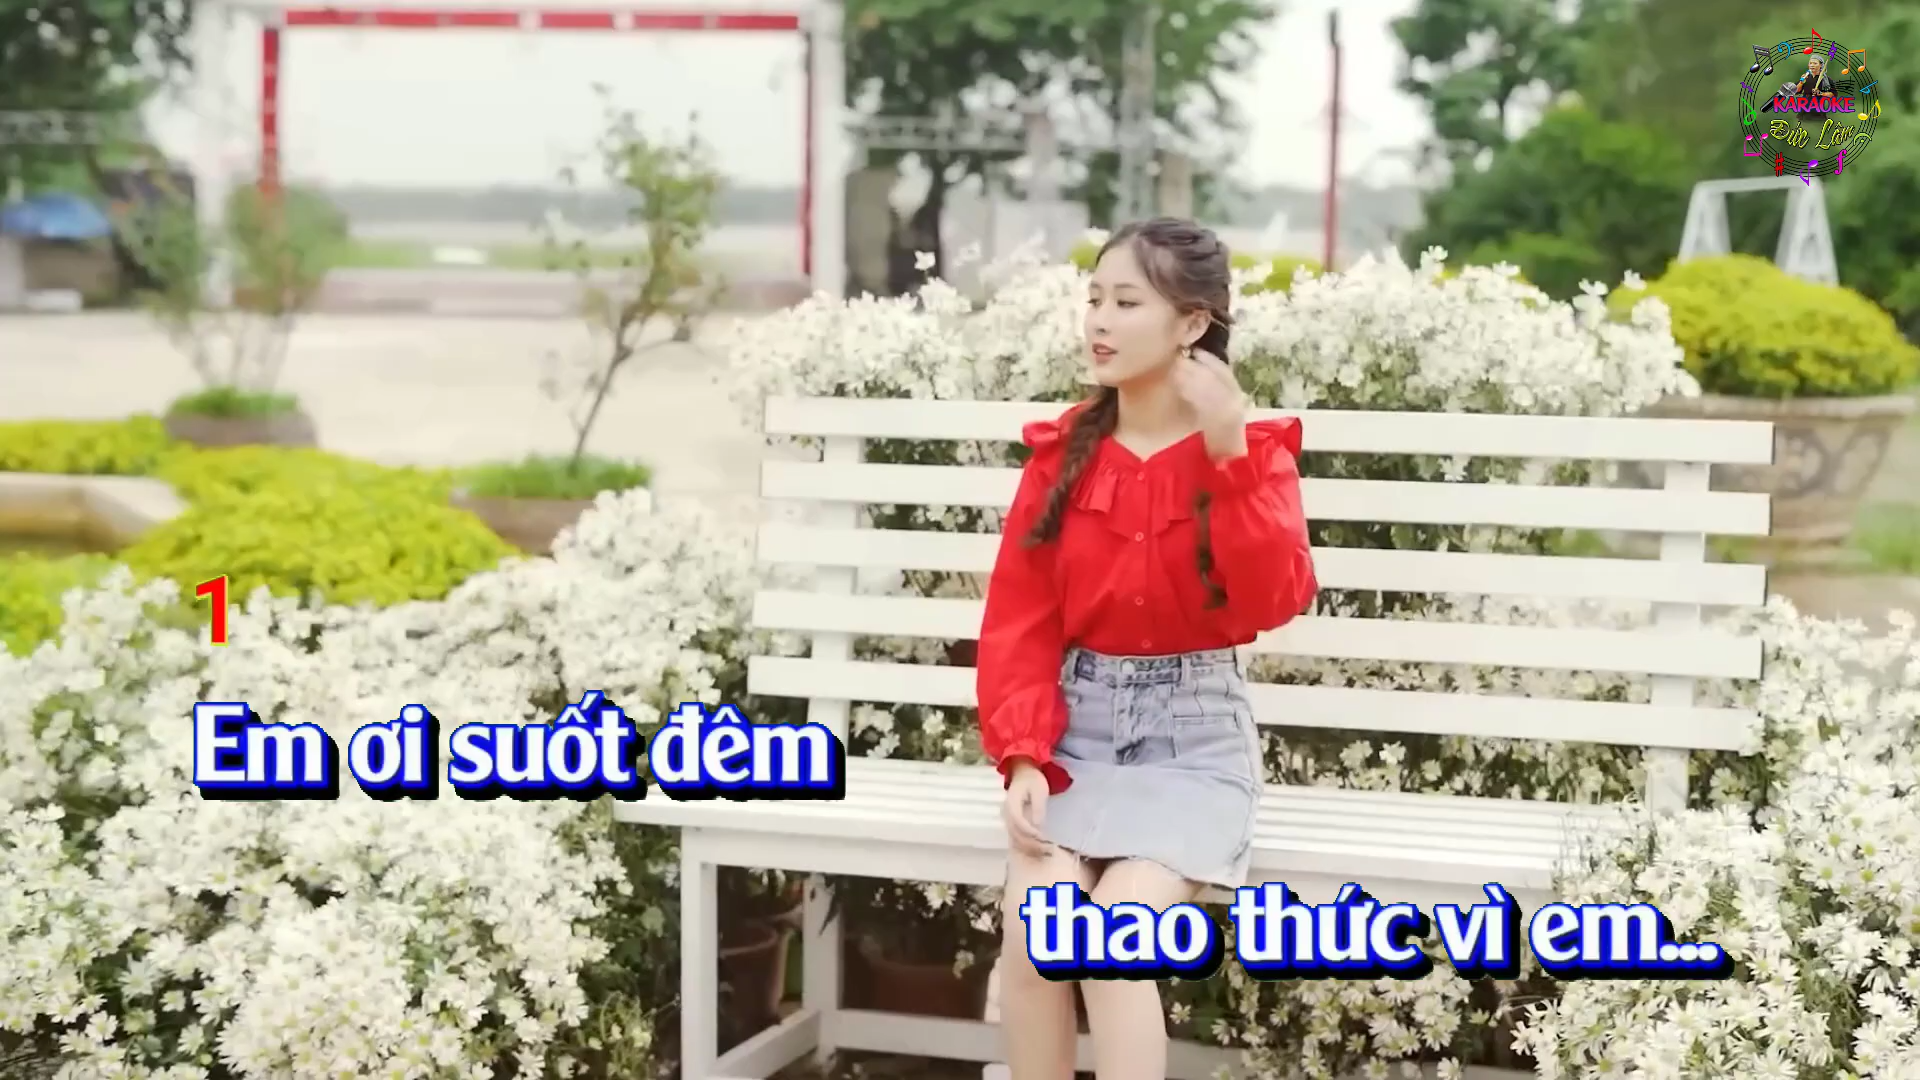 KARAOKE
Đức Lâm
1
Em ơi suốt đêm
thao thức vì em...